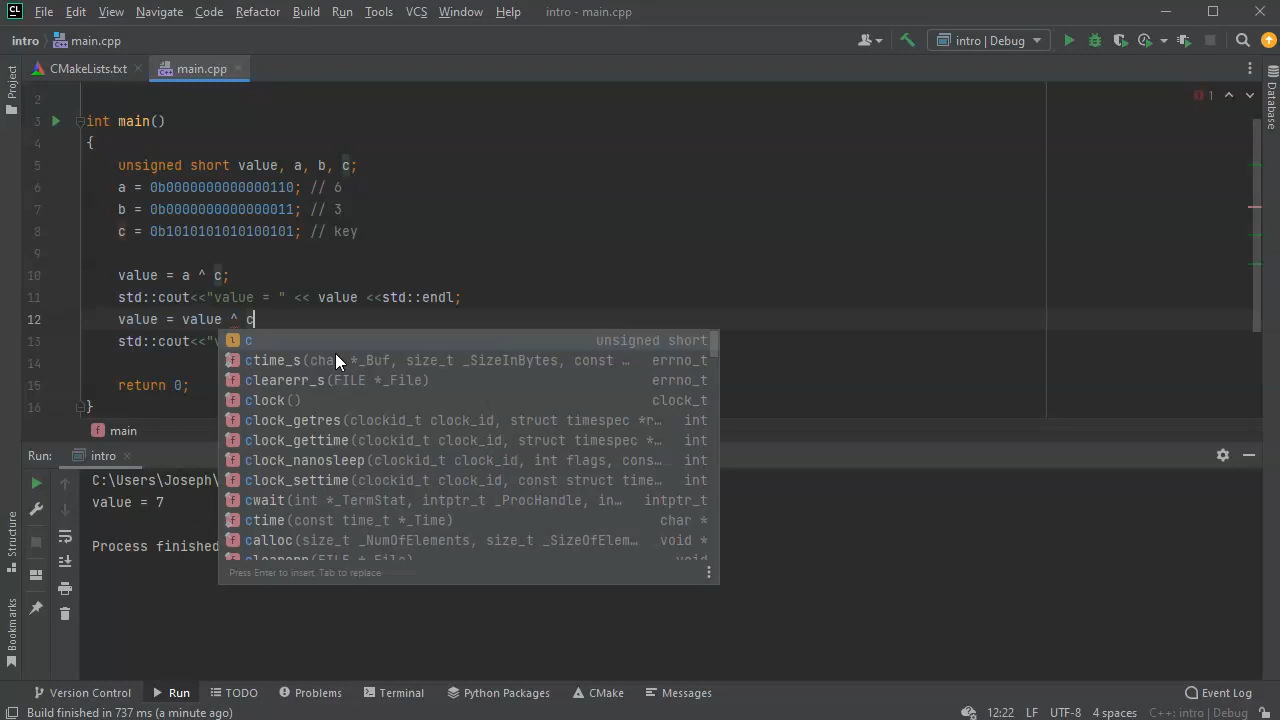 CL File Edit View Navigate Code Refactor Build Run Tools VCS Window Help intro - main.cpp
intro main.cpp intro | Debug
CMakeLists.txt main.cpp
Project
Database
1
2
3 int main()
4 {
5 unsigned short value, a, b, c;
6 a = 0b0000000000000110; // 6
7 b = 0b0000000000000011; // 3
8 c = 0b1010101010100101; // key
9
10 value = a ^ c;
11 std::cout<<"value = " << value <<std::endl;
12 value = value ^ c
13 std::cout<<"v
14
15 return 0;
16 }
c unsigned short
ctime_s(char *_Buf, size_t _SizeInBytes, const … errno_t
clearerr_s(FILE *_File) errno_t
clock() clock_t
clock_getres(clockid_t clock_id, struct timespec *r… int
clock_gettime(clockid_t clock_id, struct timespec *… int
clock_nanosleep(clockid_t clock_id, int flags, cons… int
clock_settime(clockid_t clock_id, const struct time… int
cwait(int *_TermStat, intptr_t _ProcHandle, in… intptr_t
ctime(const time_t *_Time) char *
calloc(size_t _NumOfElements, size_t _SizeOfElem… void *
clearerr(FILE *_File) void
Press Enter to insert, Tab to replace
main
Run: intro
C:\Users\Joseph\
value = 7
Process finished
Structure
Bookmarks
Version Control Run TODO Problems Terminal Python Packages CMake Messages Event Log
Build finished in 737 ms (a minute ago) 12:22 LF UTF-8 4 spaces C++: intro | Debug